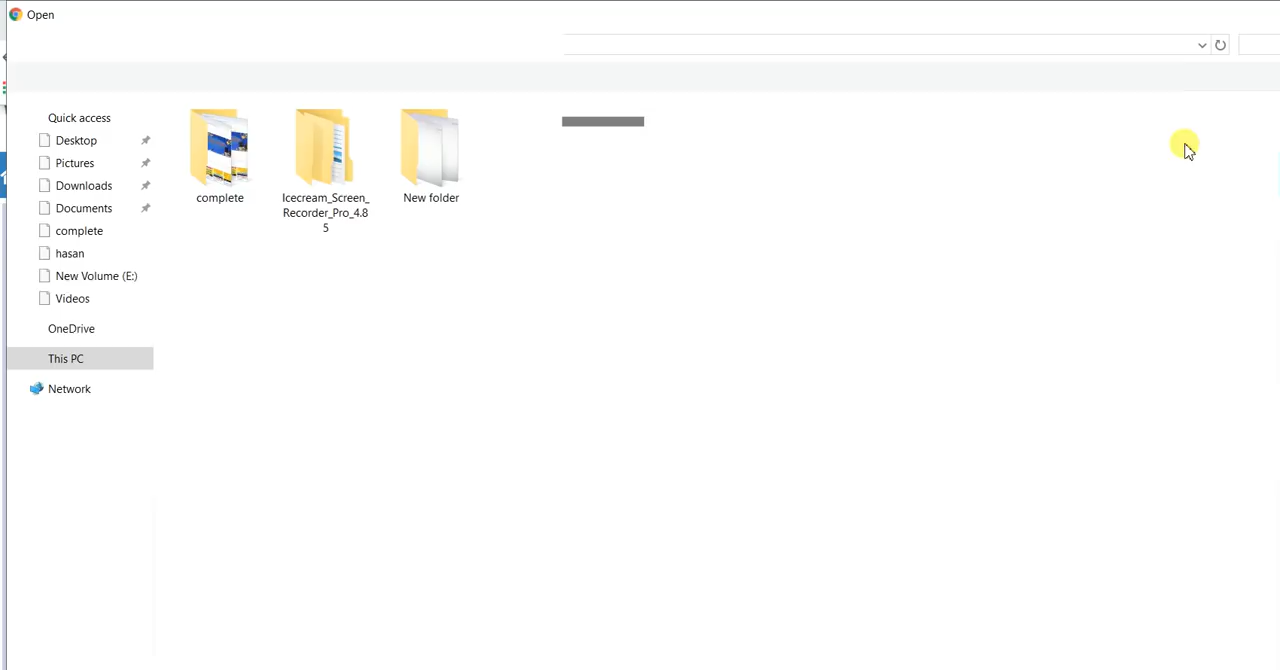 Open
Quick access
Desktop
Pictures
Downloads
Documents
complete
hasan
New Volume (E:)
Videos
OneDrive
This PC
Network
complete
Icecream_Screen_
Recorder_Pro_4.8
5
New folder